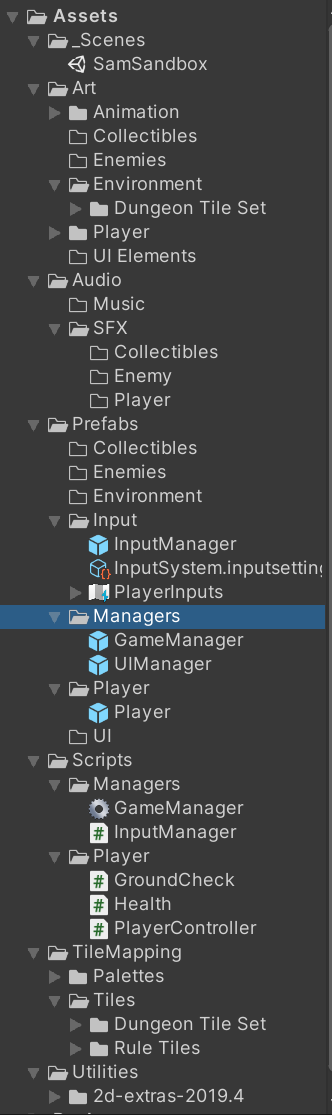 Assets
_Scenes
SamSandbox
Art
Animation
Collectibles
Enemies
Environment
Dungeon Tile Set
Player
UI Elements
Audio
Music
SFX
Collectibles
Enemy
Player
Prefabs
Collectibles
Enemies
Environment
Input
InputManager
InputSystem.inputsetting
PlayerInputs
Managers
GameManager
UIManager
Player
Player
UI
Scripts
Managers
GameManager
InputManager
Player
GroundCheck
Health
PlayerController
TileMapping
Palettes
Tiles
Dungeon Tile Set
Rule Tiles
Utilities
2d-extras-2019.4